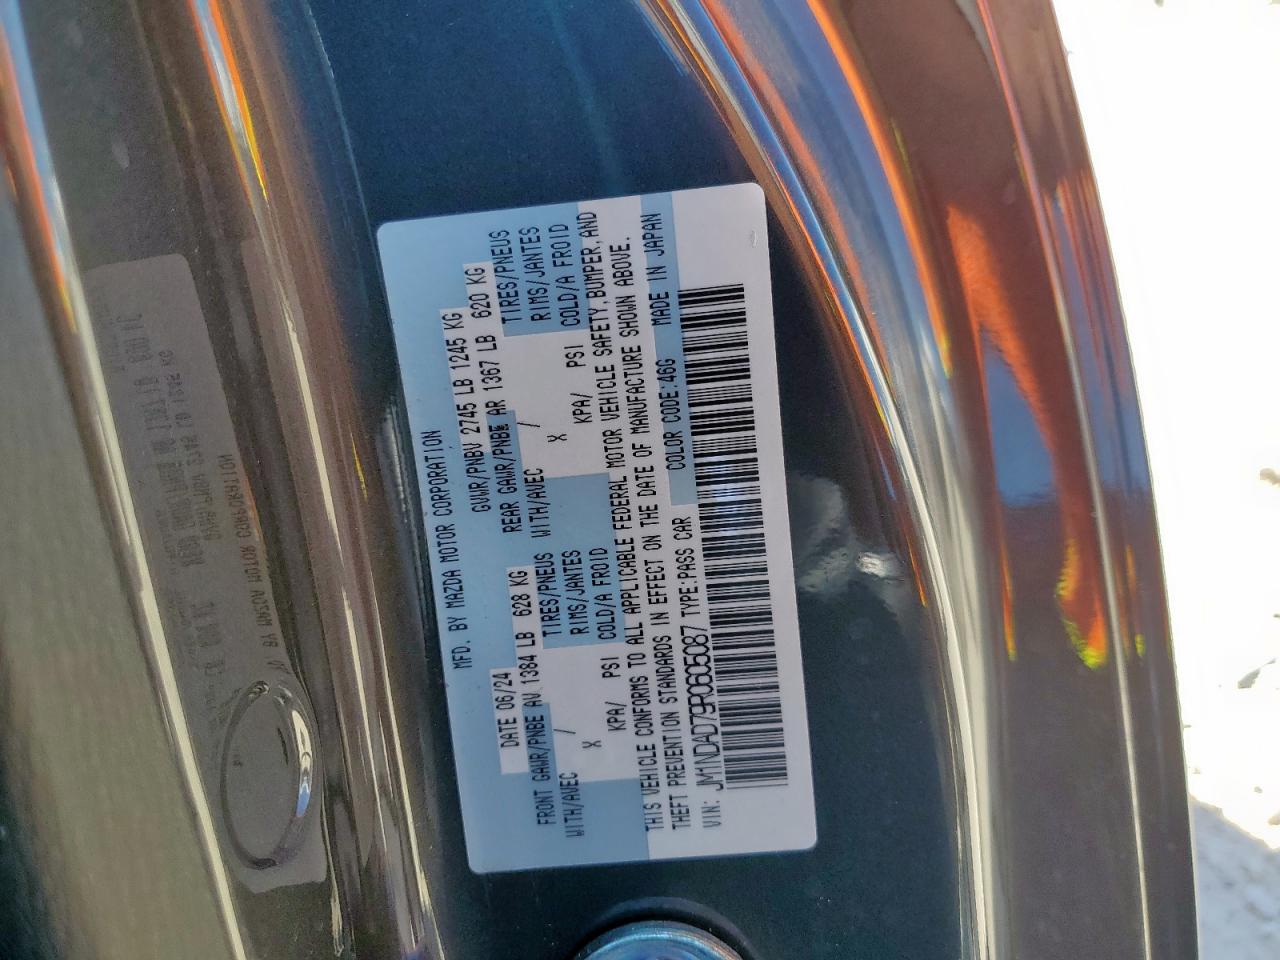 MFD. BY MAZDA MOTOR CORPORATION
DATE 06/24 GVWR/PNBV 2745 LB 1245 KG
FRONT GAWR/PNBE AV 1384 LB 628 KG REAR GAWR/PNBE AR 1367 LB 620 KG
WITH/AVEC / TIRES/PNEUS WITH/AVEC / TIRES/PNEUS
X RIMS/JANTES X RIMS/JANTES
KPA/ PSI COLD/A FROID KPA/ PSI COLD/A FROID
THIS VEHICLE CONFORMS TO ALL APPLICABLE FEDERAL MOTOR VEHICLE SAFETY,BUMPER,AND
THEFT PREVENTION STANDARDS IN EFFECT ON THE DATE OF MANUFACTURE SHOWN ABOVE.
VIN: JM1NDAD79R0605087 TYPE:PASS CAR COLOR CODE:46G MADE IN JAPAN